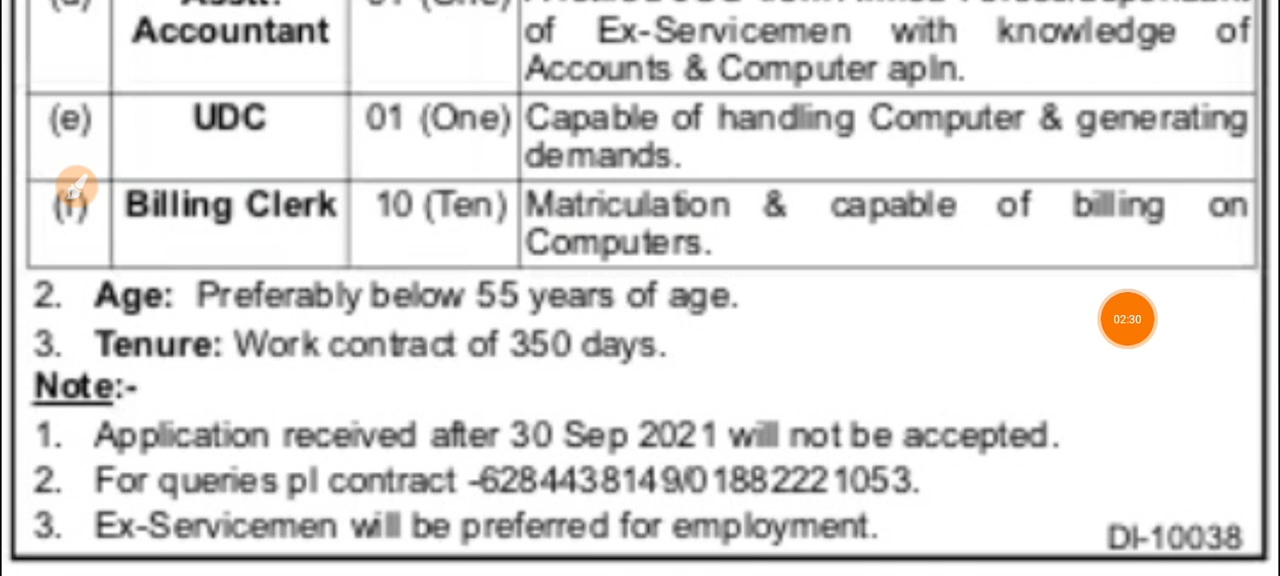 Accountant
of Ex-Servicemen with knowledge of
Accounts & Computer apln.
(e) UDC 01 (One) Capable of handling Computer & generating
demands.
(f) Billing Clerk 10 (Ten) Matriculation & capable of billing on
Computers.
2. Age: Preferably below 55 years of age.
3. Tenure: Work contract of 350 days.
02:30
Note:-
1. Application received after 30 Sep 2021 will not be accepted.
2. For queries pl contract -6284438149/01882221053.
3. Ex-Servicemen will be preferred for employment.
DI-10038